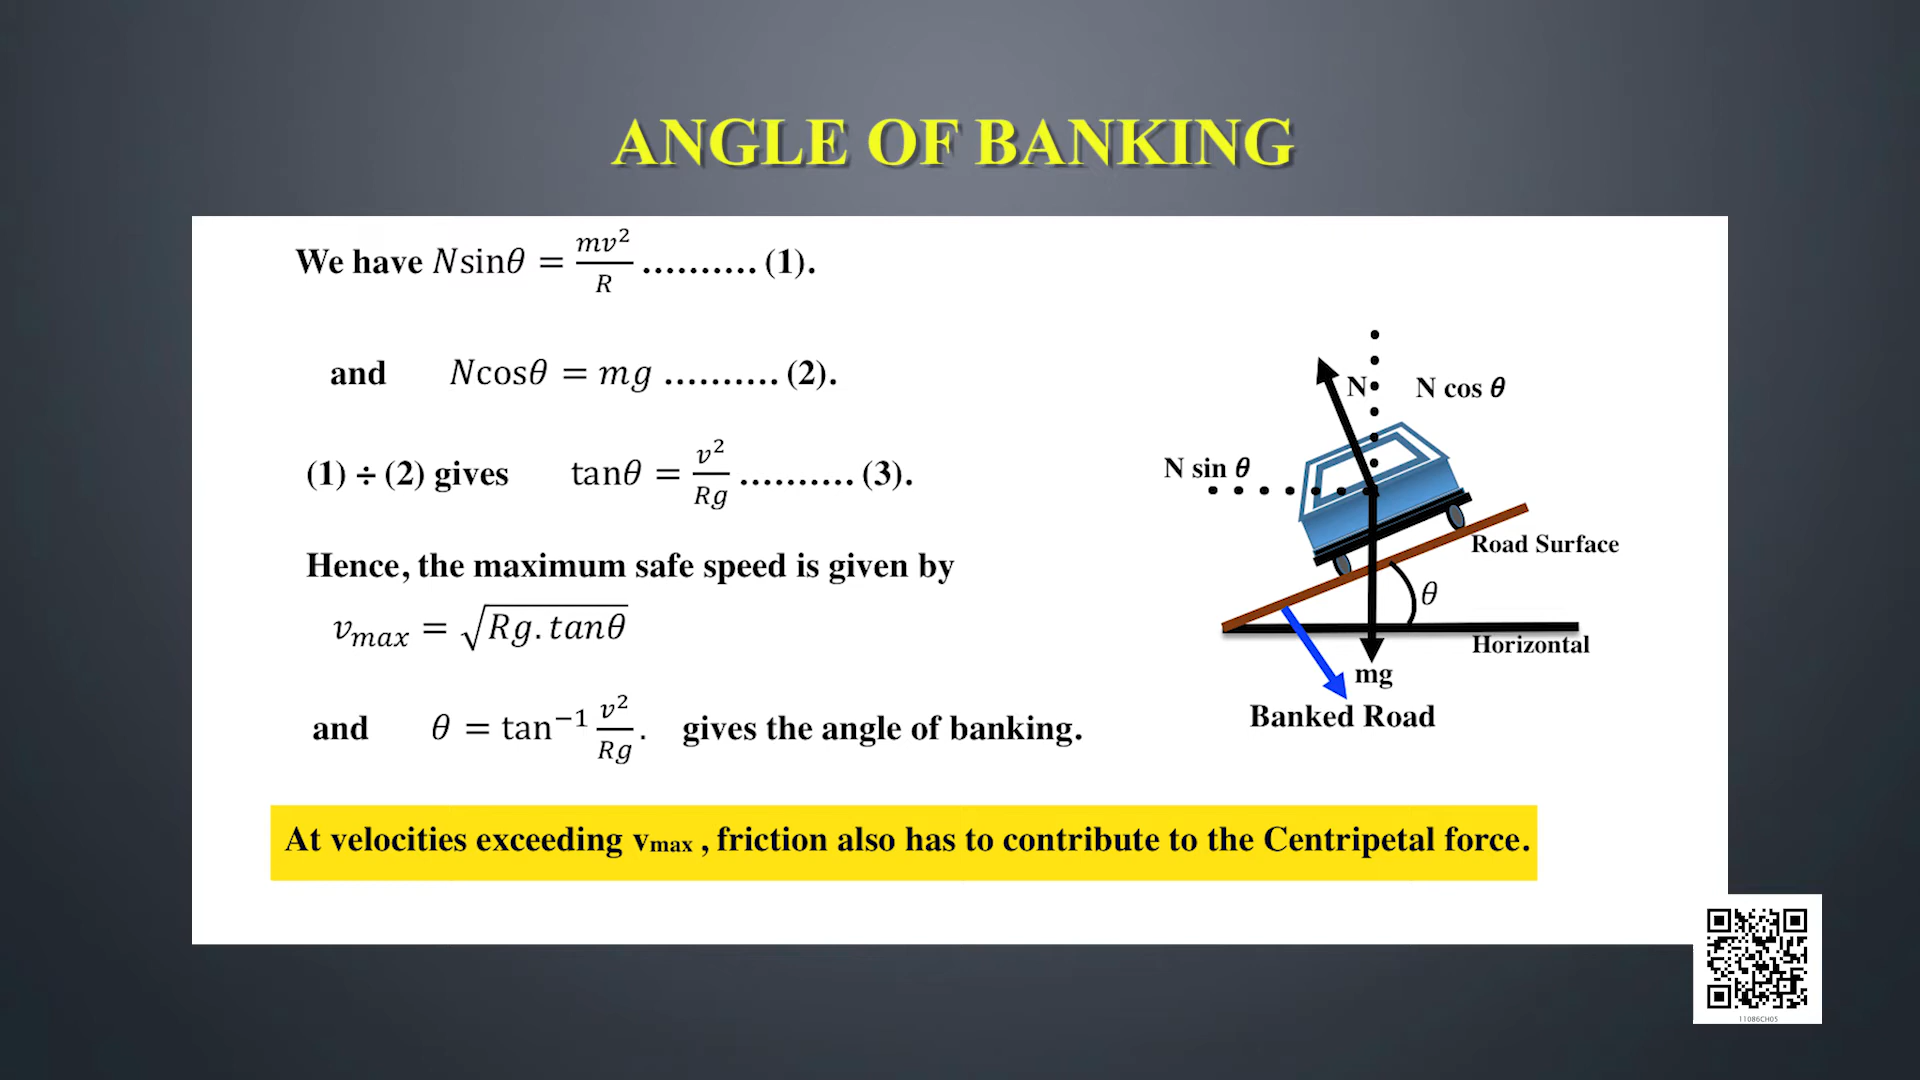 ANGLE OF BANKING
We have Nsinθ = mv²/R .......... (1).
and Ncosθ = mg .......... (2).
(1) ÷ (2) gives tanθ = v²/Rg .......... (3).
Hence, the maximum safe speed is given by
vmax = √Rg.tanθ
and θ = tan⁻¹ v²/Rg. gives the angle of banking.
N
N cos θ
N sin θ
Road Surface
θ
Horizontal
mg
Banked Road
At velocities exceeding vmax , friction also has to contribute to the Centripetal force.
11086CH05